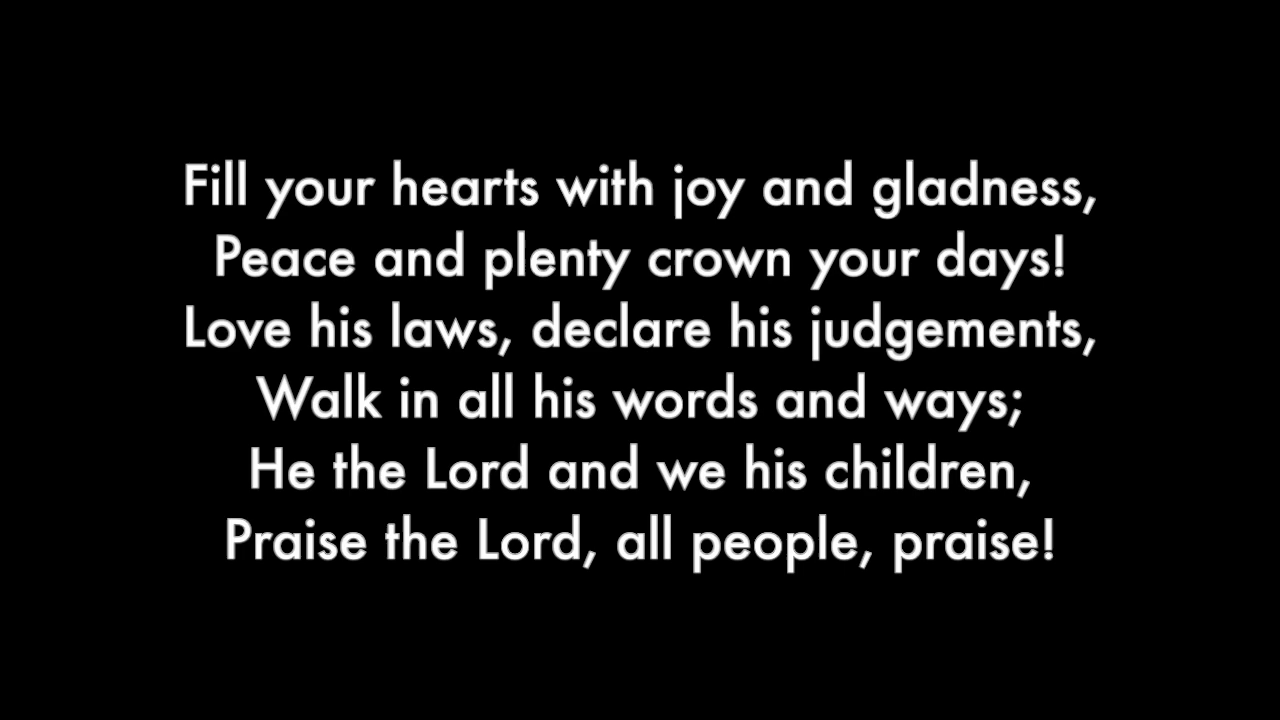 Fill your hearts with joy and gladness,
Peace and plenty crown your days!
Love his laws, declare his judgements,
Walk in all his words and ways;
He the Lord and we his children,
Praise the Lord, all people, praise!